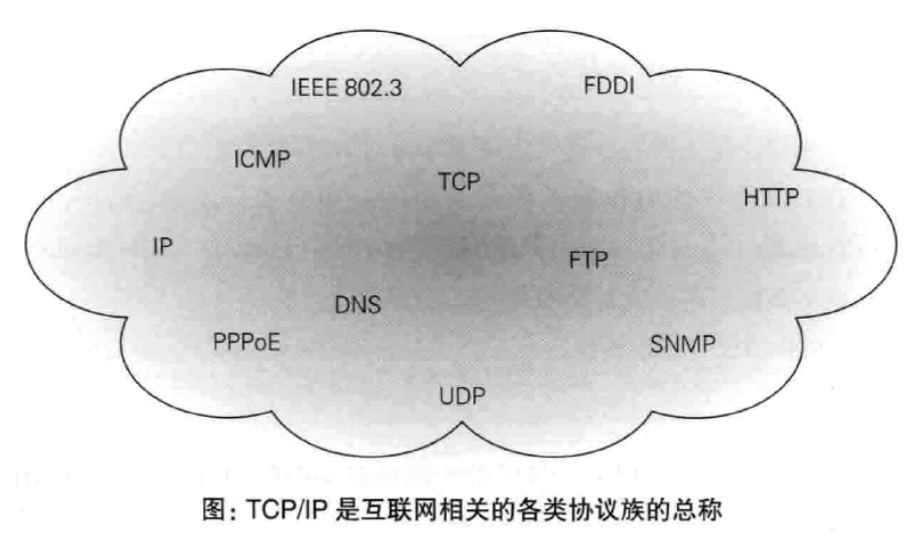 IEEE 802.3
FDDI
ICMP
TCP
HTTP
IP
FTP
DNS
PPPoE
SNMP
UDP
图：TCP/IP 是互联网相关的各类协议族的总称